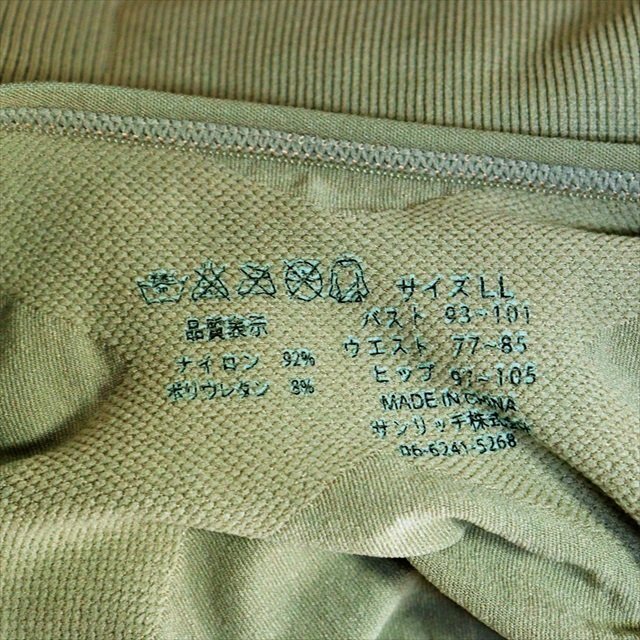 サイズLL
バスト 93~101
ウエスト 77~85
ヒップ 91~105
MADE IN CHINA
サンリッチ株式会社
06-6241-5268
品質表示
ナイロン 92%
ポリウレタン 8%